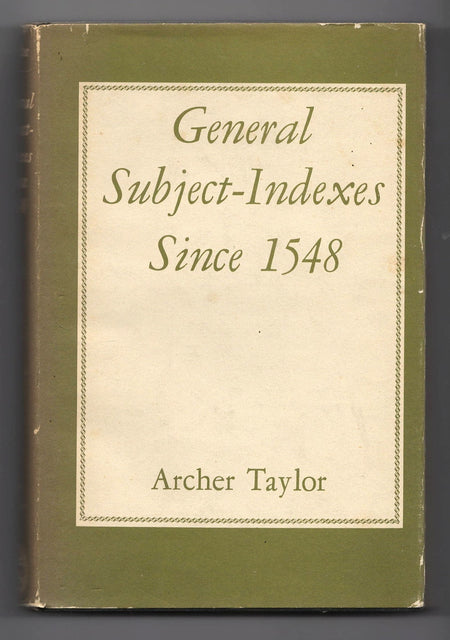 General
Subject-Indexes
Since 1548
Archer Taylor